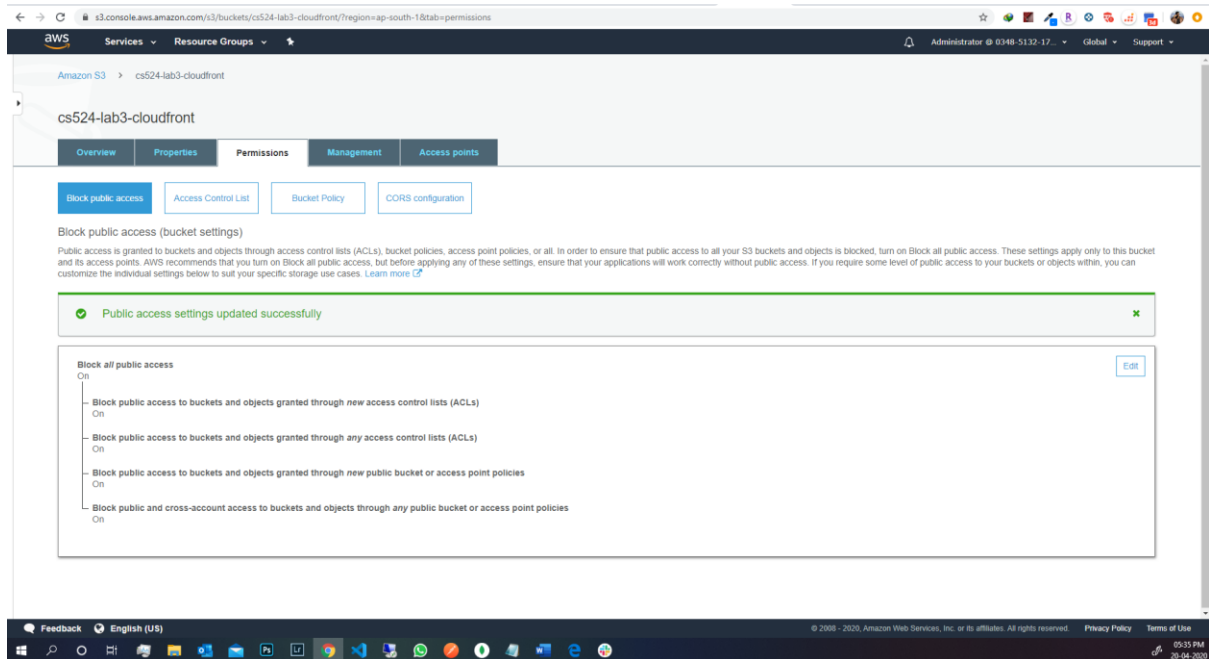 s3.console.aws.amazon.com/s3/buckets/cs524-lab3-cloudfront/?region=ap-south-1&tab=permissions
aws Services Resource Groups Administrator @ 0348-5132-17... Global Support
Amazon S3 > cs524-lab3-cloudfront
cs524-lab3-cloudfront
Overview Properties Permissions Management Access points
Block public access Access Control List Bucket Policy CORS configuration
Block public access (bucket settings)
Public access is granted to buckets and objects through access control lists (ACLs), bucket policies, access point policies, or all. In order to ensure that public access to all your S3 buckets and objects is blocked, turn on Block all public access. These settings apply only to this bucket
and its access points. AWS recommends that you turn on Block all public access, but before applying any of these settings, ensure that your applications will work correctly without public access. If you require some level of public access to your buckets or objects within, you can
customize the individual settings below to suit your specific storage use cases. Learn more
Public access settings updated successfully
Block all public access
Edit
On
Block public access to buckets and objects granted through new access control lists (ACLs)
On
Block public access to buckets and objects granted through any access control lists (ACLs)
On
Block public access to buckets and objects granted through new public bucket or access point policies
On
Block public and cross-account access to buckets and objects through any public bucket or access point policies
On
Feedback English (US) © 2008 - 2020, Amazon Web Services, Inc. or its affiliates. All rights reserved. Privacy Policy Terms of Use
Ps Lr
05:35 PM
20-04-2020